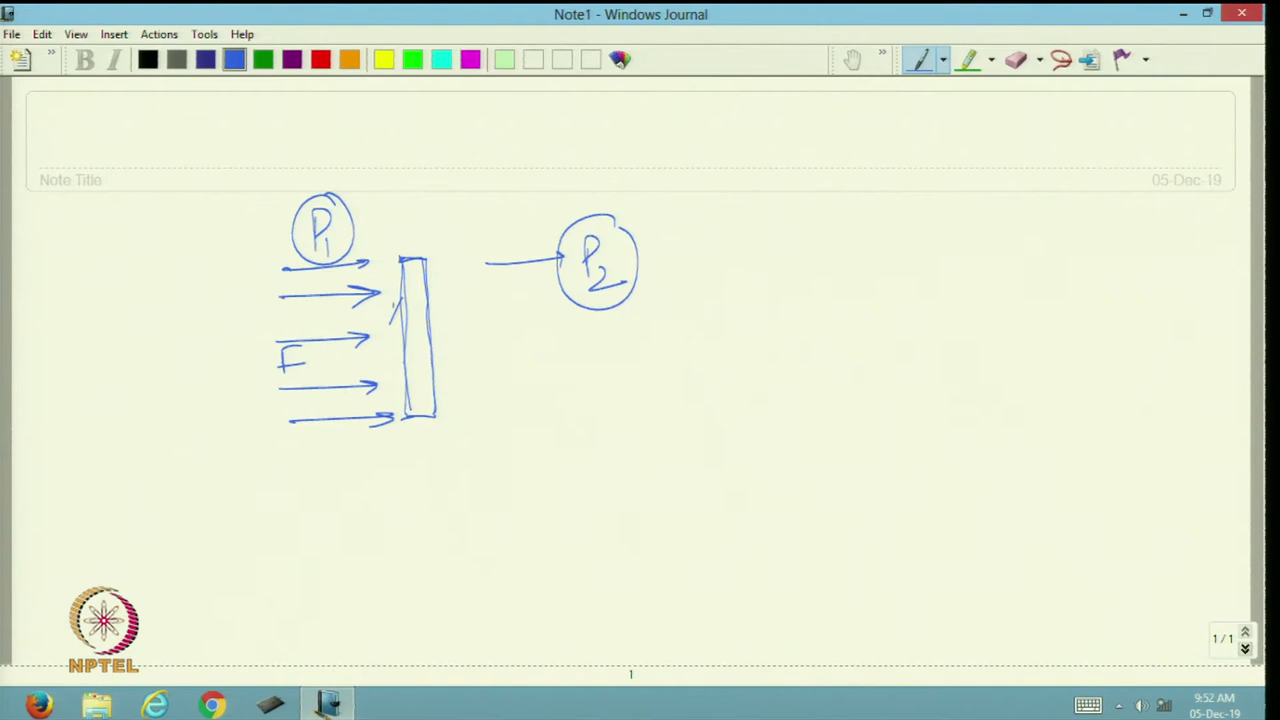 Note1 - Windows Journal
File Edit View Insert Actions Tools Help
B I
Note Title
05-Dec-19
P1
P2
F
1/1
NPTEL
1
9:52 AM
05-Dec-19